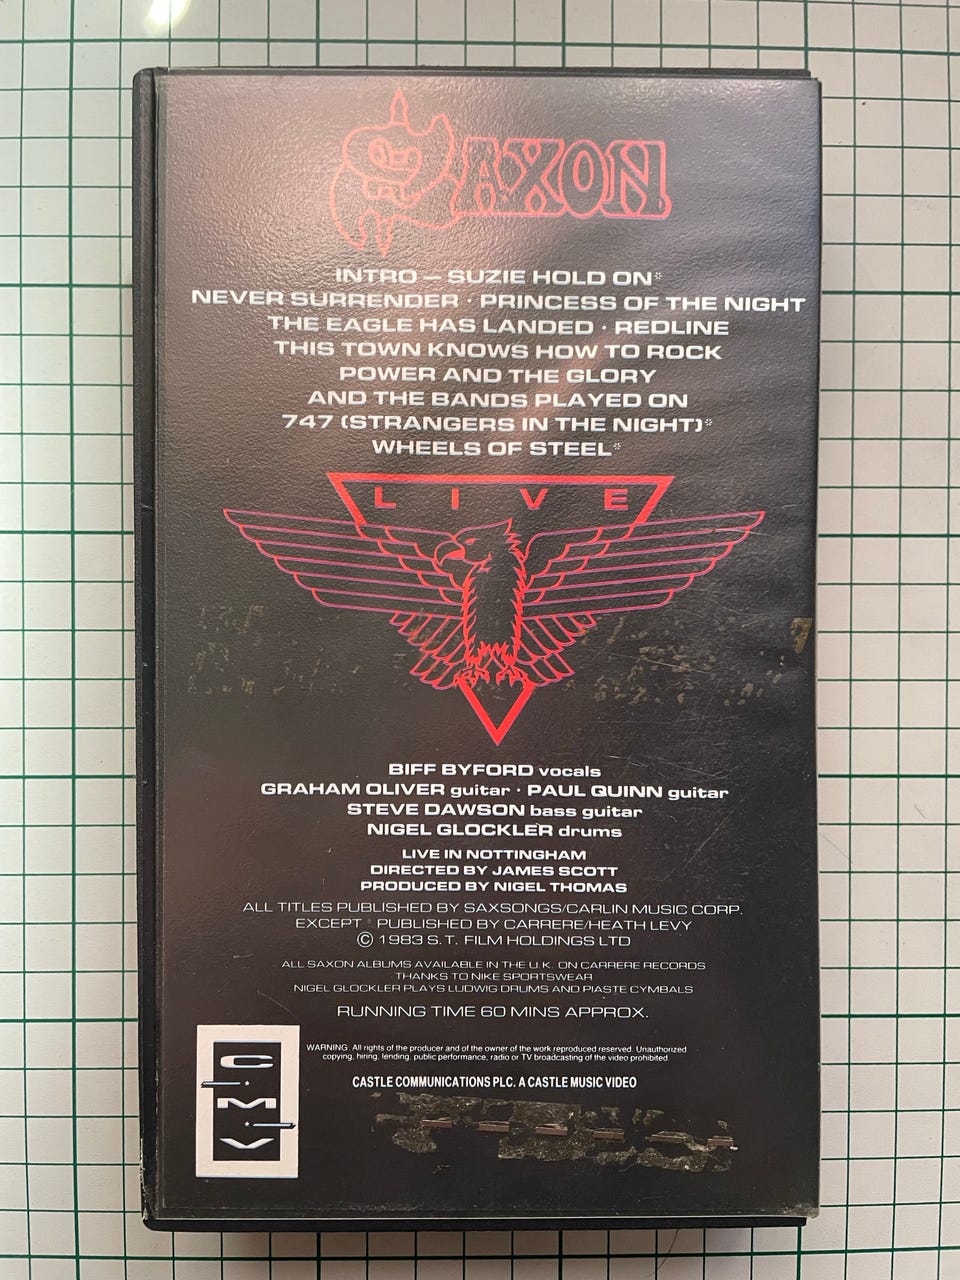 SAXON
INTRO – SUZIE HOLD ON*
NEVER SURRENDER · PRINCESS OF THE NIGHT
THE EAGLE HAS LANDED · REDLINE
THIS TOWN KNOWS HOW TO ROCK
POWER AND THE GLORY
AND THE BANDS PLAYED ON
747 (STRANGERS IN THE NIGHT)*
WHEELS OF STEEL*
LIVE
BIFF BYFORD vocals
GRAHAM OLIVER guitar · PAUL QUINN guitar
STEVE DAWSON bass guitar
NIGEL GLOCKLER drums
LIVE IN NOTTINGHAM
DIRECTED BY JAMES SCOTT
PRODUCED BY NIGEL THOMAS
ALL TITLES PUBLISHED BY SAXSONGS/CARLIN MUSIC CORP.
EXCEPT * PUBLISHED BY CARRERE/HEATH LEVY
© 1983 S.T. FILM HOLDINGS LTD
ALL SAXON ALBUMS AVAILABLE IN THE U.K. ON CARRERE RECORDS
THANKS TO NIKE SPORTSWEAR
NIGEL GLOCKLER PLAYS LUDWIG DRUMS AND PIASTE CYMBALS
RUNNING TIME 60 MINS APPROX.
WARNING. All rights of the producer and of the owner of the work reproduced reserved. Unauthorized
copying, hiring, lending, public performance, radio or TV broadcasting of the video prohibited.
CASTLE COMMUNICATIONS PLC. A CASTLE MUSIC VIDEO
CMV